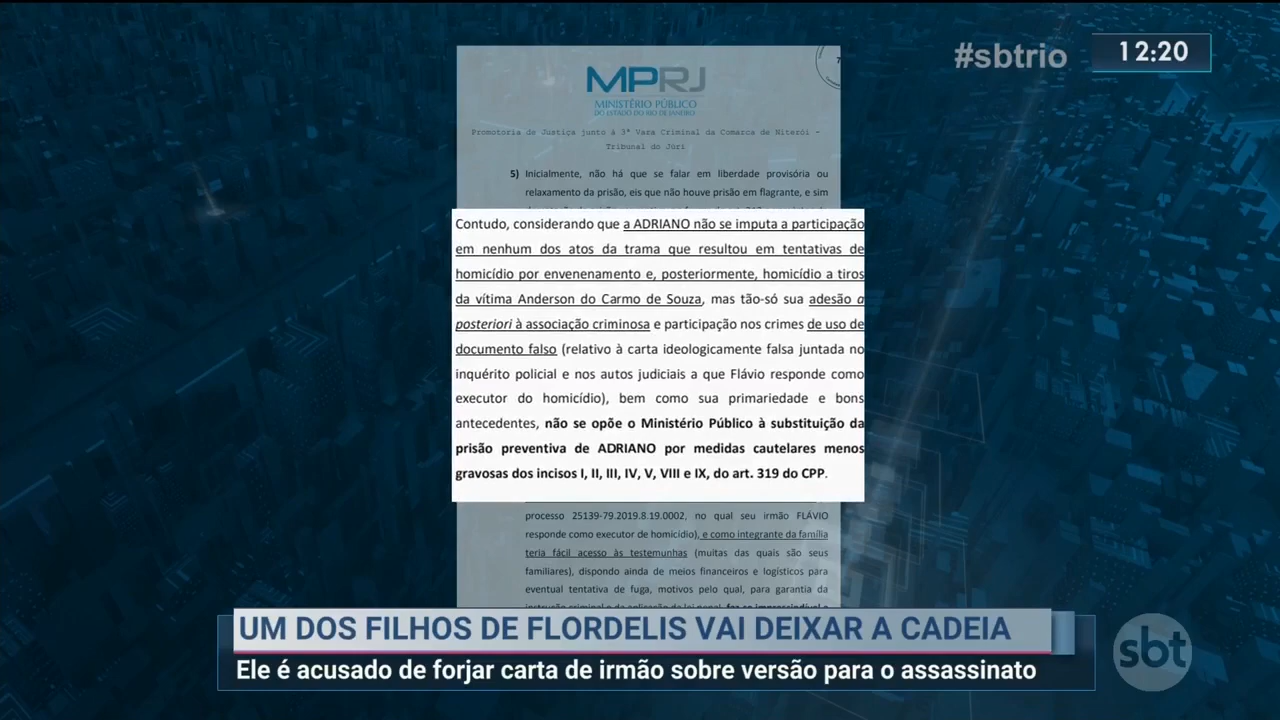 #sbtrio
12:20
MPRJ
MINISTÉRIO PÚBLICO
DO ESTADO DO RIO DE JANEIRO
Promotoria de Justiça junto à 3ª Vara Criminal da Comarca de Niterói –
Tribunal do Júri
5) Inicialmente, não há que se falar em liberdade provisória ou
relaxamento da prisão, eis que não houve prisão em flagrante, e sim
Contudo, considerando que a ADRIANO não se imputa a participação
em nenhum dos atos da trama que resultou em tentativas de
homicídio por envenenamento e, posteriormente, homicídio a tiros
da vítima Anderson do Carmo de Souza, mas tão-só sua adesão a
posteriori à associação criminosa e participação nos crimes de uso de
documento falso (relativo à carta ideologicamente falsa juntada no
inquérito policial e nos autos judiciais a que Flávio responde como
executor do homicídio), bem como sua primariedade e bons
antecedentes, não se opõe o Ministério Público à substituição da
prisão preventiva de ADRIANO por medidas cautelares menos
gravosas dos incisos I, II, III, IV, V, VIII e IX, do art. 319 do CPP.
processo 25139-79.2019.8.19.0002, no qual seu irmão FLÁVIO
responde como executor de homicídio), e como integrante da família
teria fácil acesso às testemunhas (muitas das quais são seus
familiares), dispondo ainda de meios financeiros e logísticos para
eventual tentativa de fuga, motivos pelo qual, para garantia da
instrução criminal e da aplicação da lei penal, faz-se imprescindível a
UM DOS FILHOS DE FLORDELIS VAI DEIXAR A CADEIA
Ele é acusado de forjar carta de irmão sobre versão para o assassinato
sbt